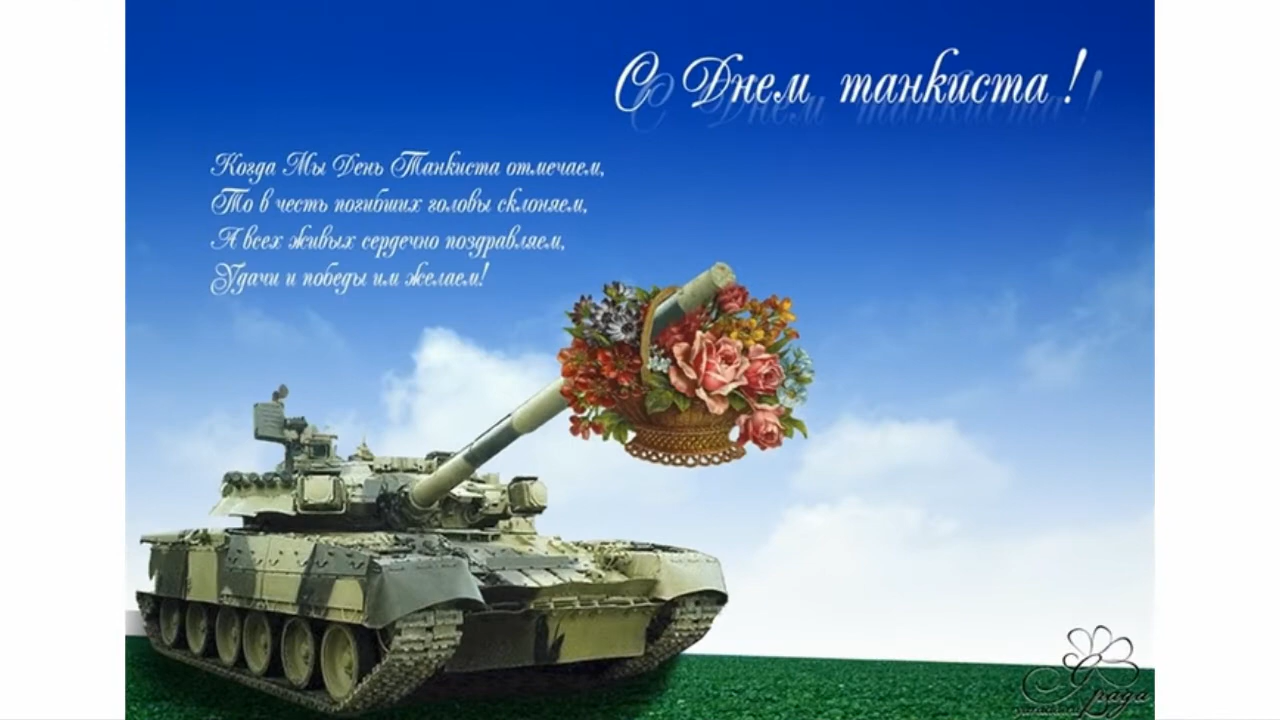 С Днем танкиста!
Когда Мы День Танкиста отмечаем,
То в честь погибших головы склоняем,
А всех живых сердечно поздравляем,
Удачи и победы им желаем!